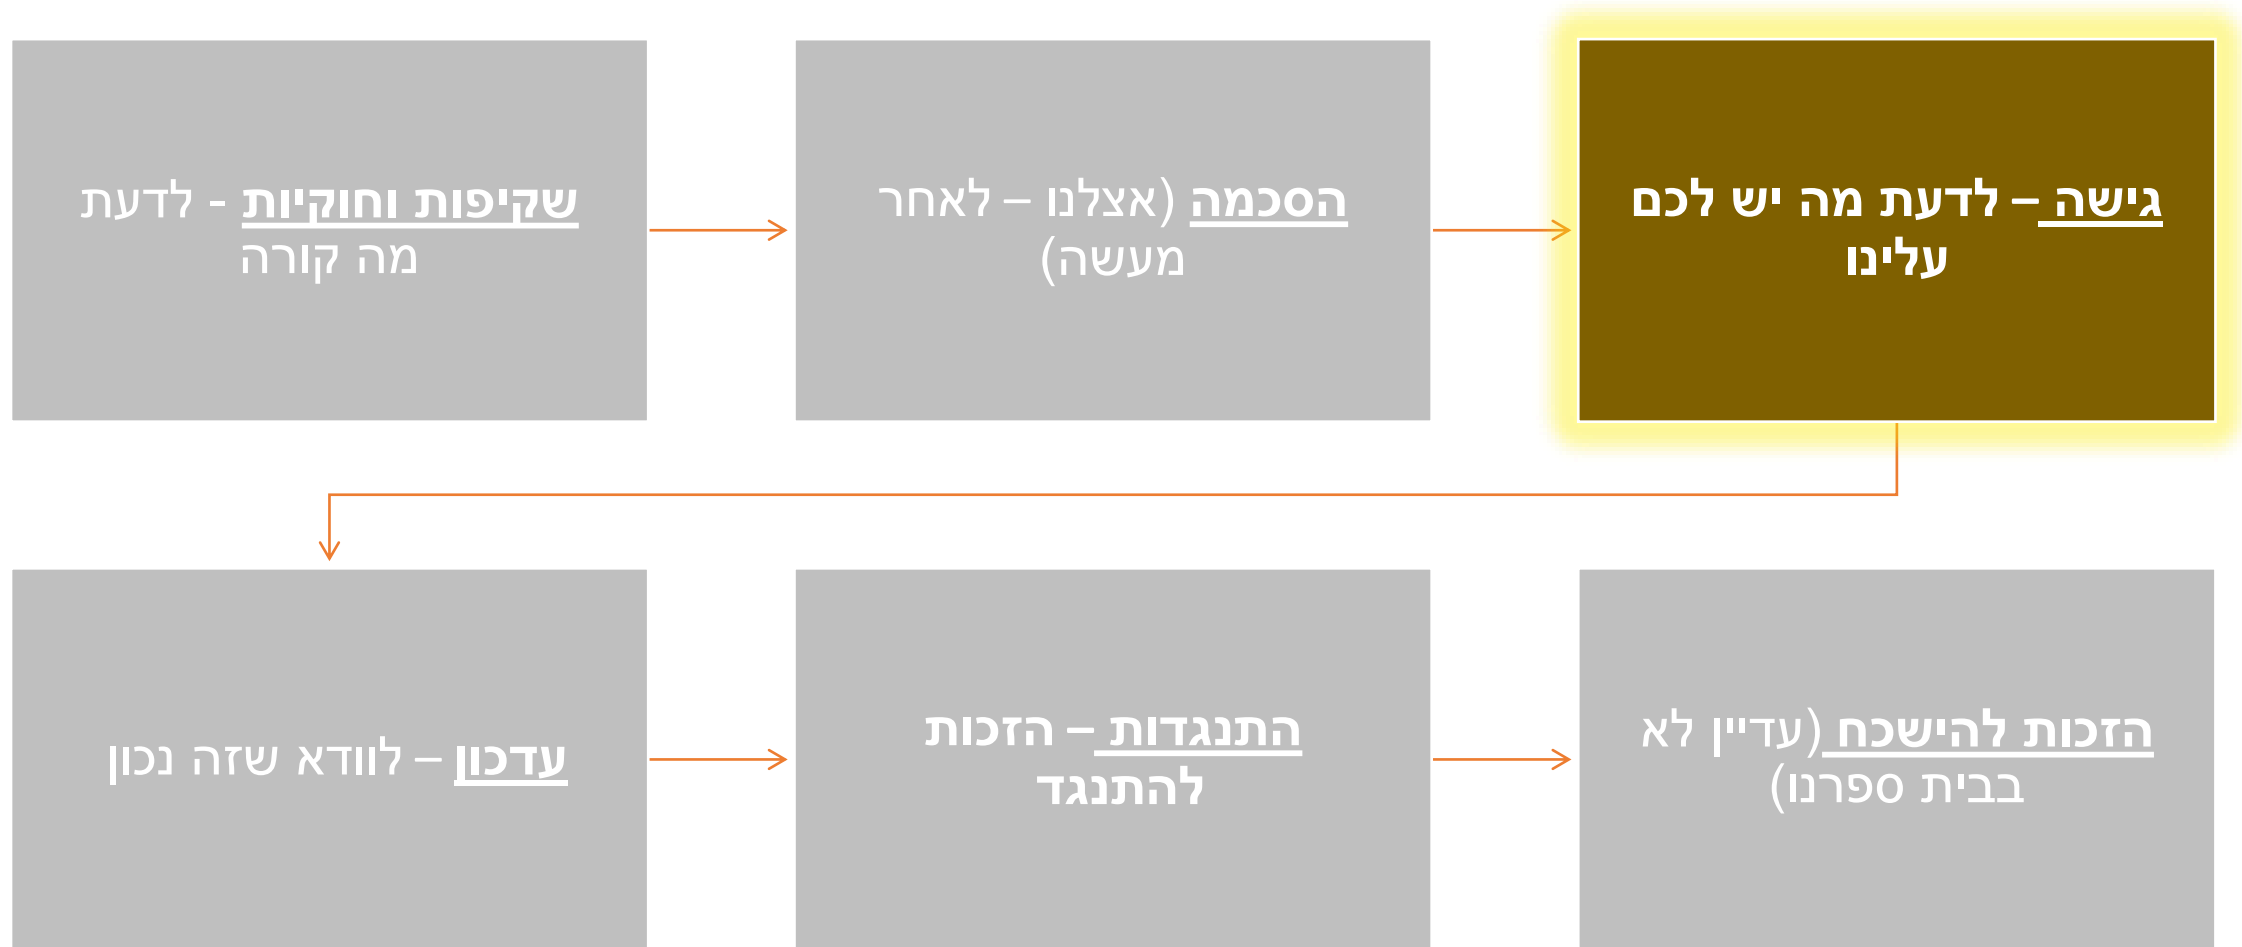 שקיפות וחוקיות - לדעת
מה קורה
הסכמה (אצלנו – לאחר
מעשה)
גישה – לדעת מה יש לכם
עלינו
עדכון – לוודא שזה נכון
התנגדות – הזכות
להתנגד
הזכות להישכח (עדיין לא
בבית ספרנו)